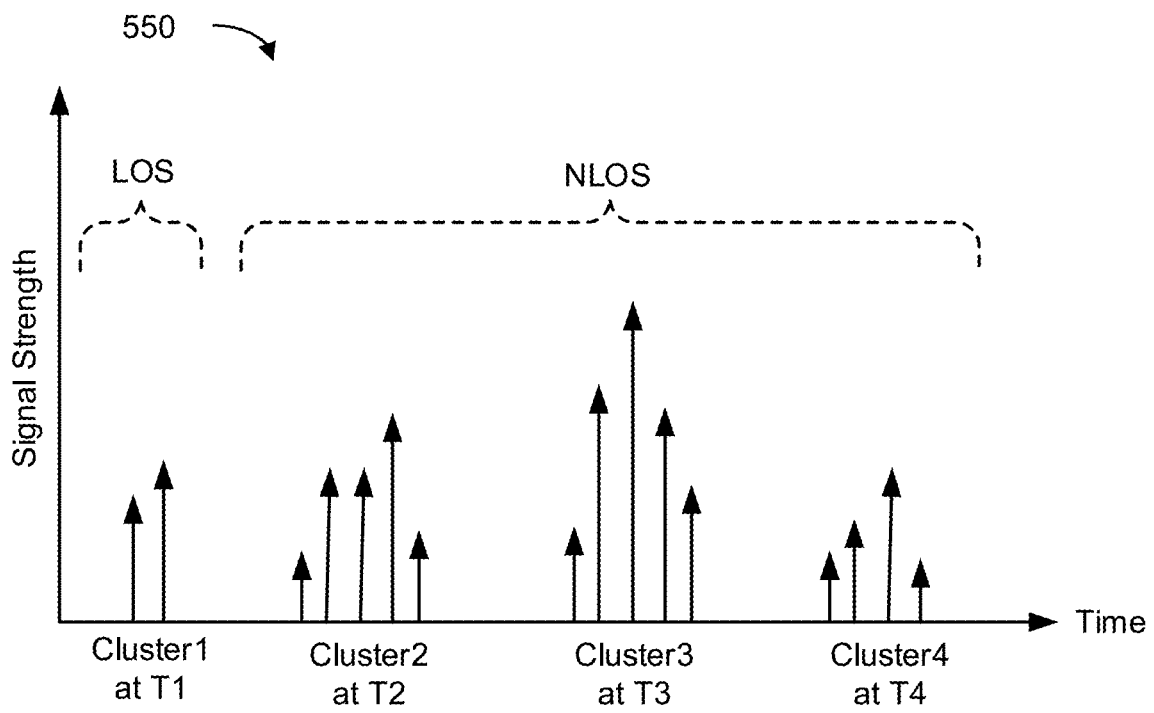 550
LOS
NLOS
Signal Strength
Time
Cluster1
at T1
Cluster2
at T2
Cluster3
at T3
Cluster4
at T4